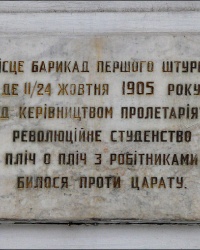 ІСЦЕ БАРИКАД ПЕРШОГО ШТУР
ДЕ 11/24 ЖОВТНЯ 1905 РОКУ
Д КЕРІВНИЦТВОМ ПРОЛЕТАРІЯ
РЕВОЛЮЦІЙНЕ СТУДЕНСТВО
ПЛІЧ О ПЛІЧ З РОБІТНИКАМИ
БИЛОСЯ ПРОТИ ЦАРАТУ.